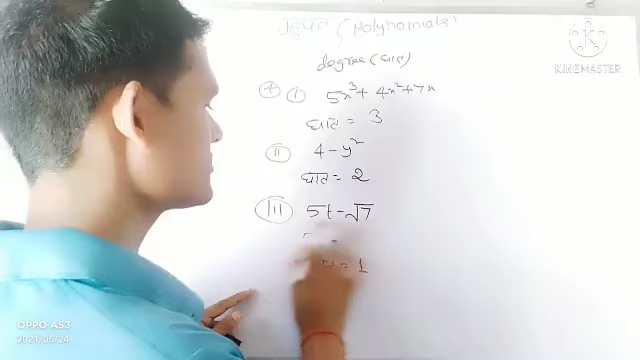 बहुपद (Polynomials)
degree (घात)
④ ⓘ 5x³ + 4x² + 7x
घात = 3
ⓘⓘ 4 - y²
घात = 2
ⓘⓘⓘ 5t - √7
= 1
KINEMASTER
OPPO A53
2021/05/24